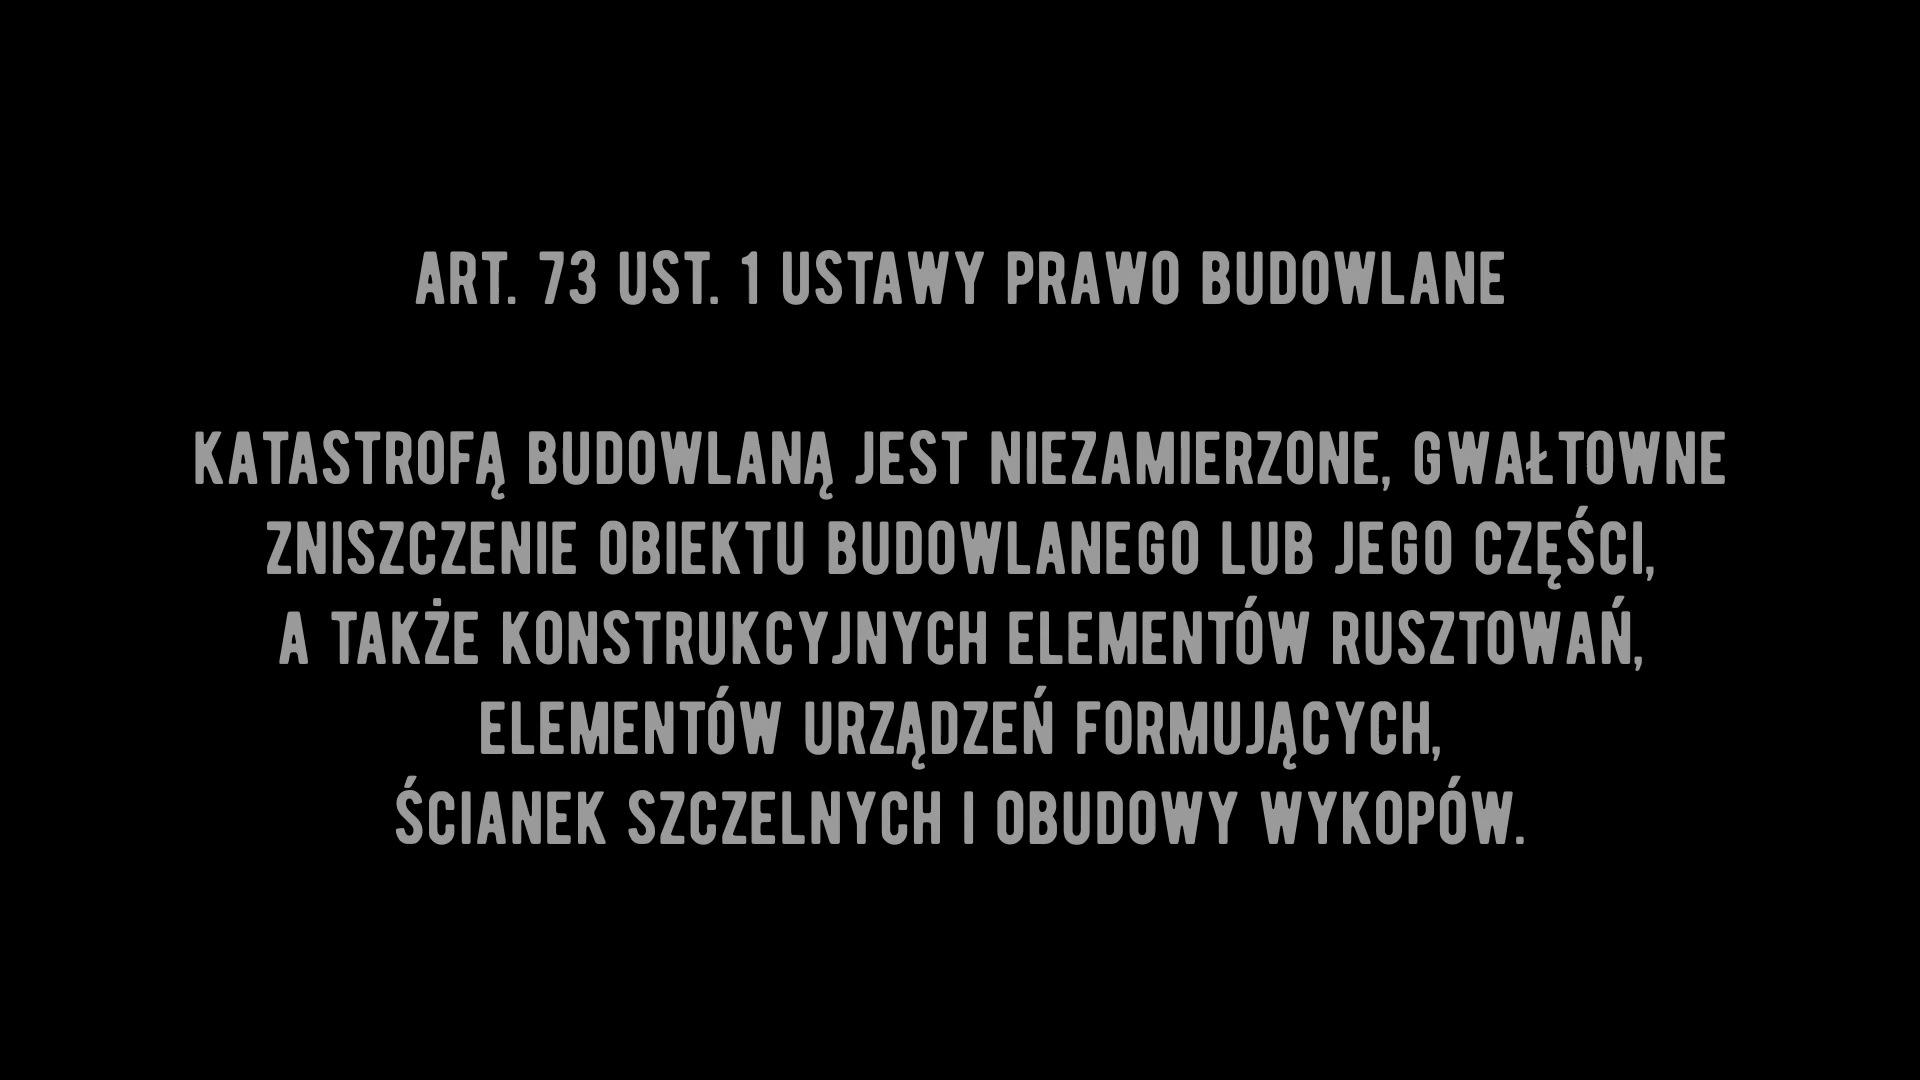 ART. 73 UST. 1 USTAWY PRAWO BUDOWLANE
KATASTROFĄ BUDOWLANĄ JEST NIEZAMIERZONE, GWAŁTOWNE
ZNISZCZENIE OBIEKTU BUDOWLANEGO LUB JEGO CZĘŚCI,
A TAKŻE KONSTRUKCYJNYCH ELEMENTÓW RUSZTOWAŃ,
ELEMENTÓW URZĄDZEŃ FORMUJĄCYCH,
ŚCIANEK SZCZELNYCH I OBUDOWY WYKOPÓW.